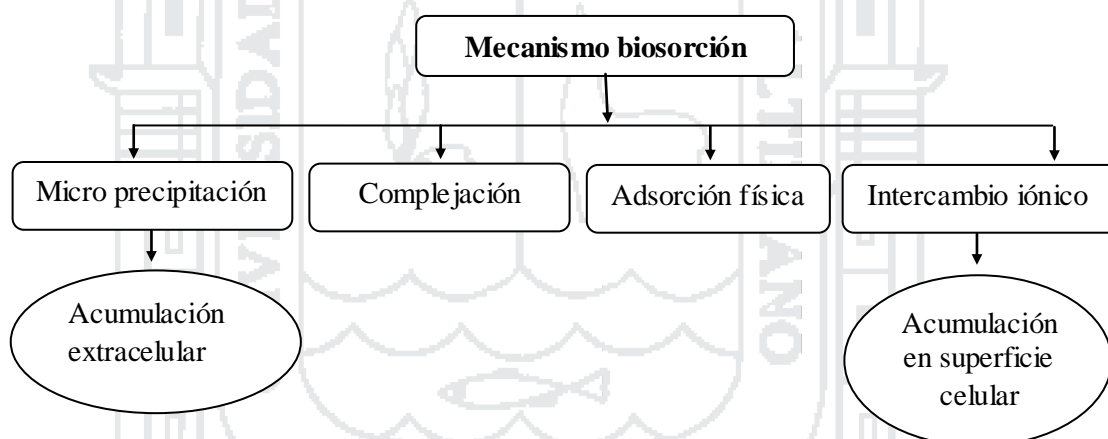 Mecanismo biosorción
Micro precipitación
Complejación
Adsorción física
Intercambio iónico
Acumulación
extracelular
Acumulación
en superficie
celular